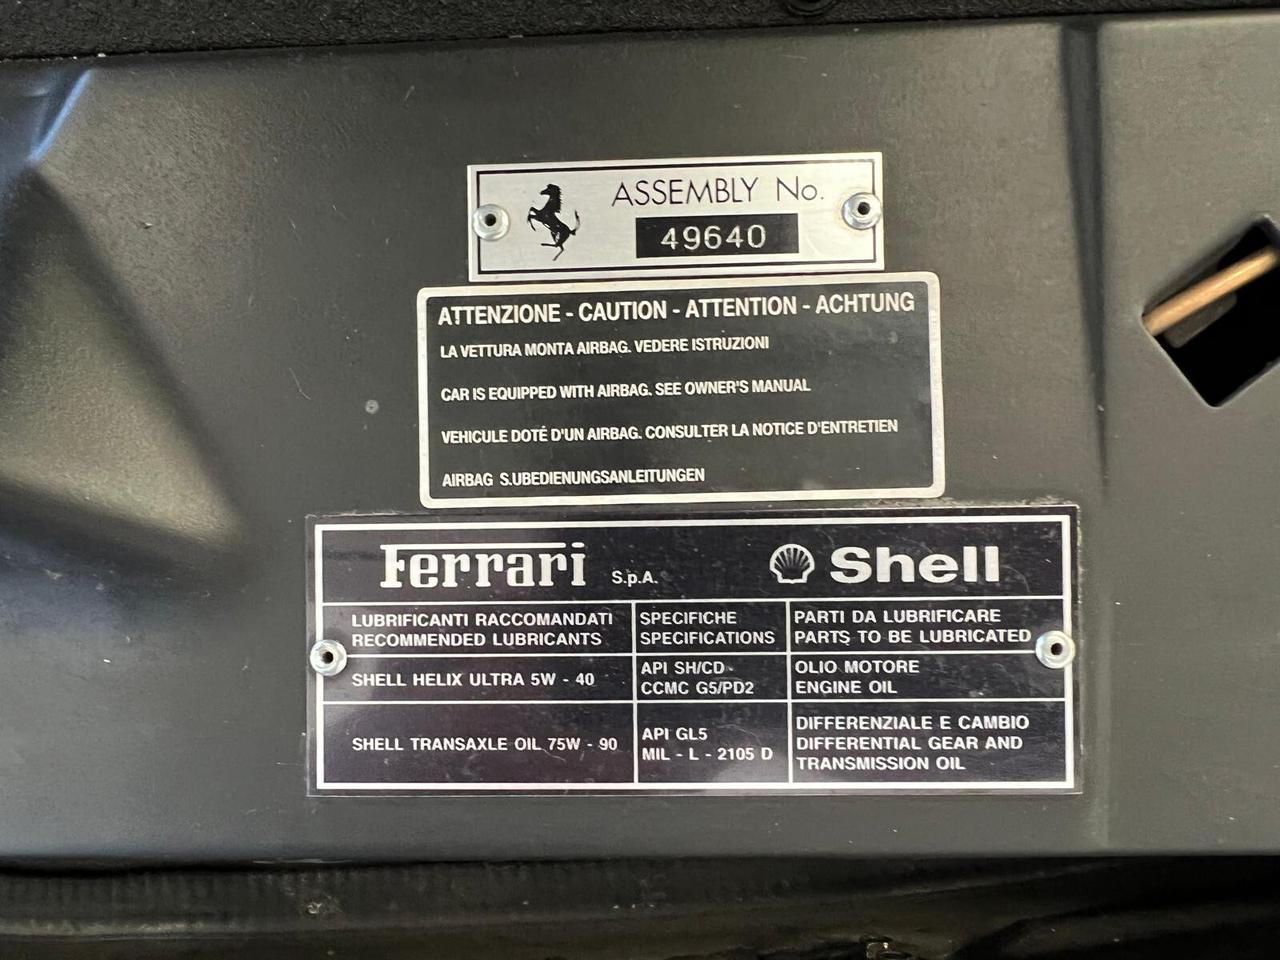 ASSEMBLY No.
49640
ATTENZIONE - CAUTION - ATTENTION - ACHTUNG
LA VETTURA MONTA AIRBAG. VEDERE ISTRUZIONI
CAR IS EQUIPPED WITH AIRBAG. SEE OWNER'S MANUAL
VEHICULE DOTÉ D'UN AIRBAG. CONSULTER LA NOTICE D'ENTRETIEN
AIRBAG S.UBEDIENUNGSANLEITUNGEN
Ferrari S.p.A.
Shell
LUBRIFICANTI RACCOMANDATI
RECOMMENDED LUBRICANTS
SPECIFICHE
SPECIFICATIONS
PARTI DA LUBRIFICARE
PARTS TO BE LUBRICATED
SHELL HELIX ULTRA 5W - 40
API SH/CD -
CCMC G5/PD2
OLIO MOTORE
ENGINE OIL
SHELL TRANSAXLE OIL 75W - 90
API GL5
MIL - L - 2105 D
DIFFERENZIALE E CAMBIO
DIFFERENTIAL GEAR AND
TRANSMISSION OIL